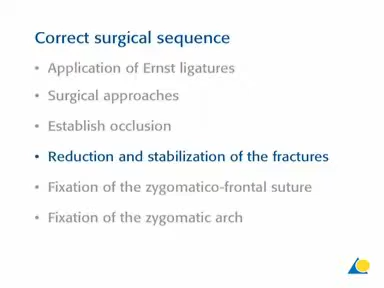 Correct surgical sequence
• Application of Ernst ligatures
• Surgical approaches
• Establish occlusion
• Reduction and stabilization of the fractures
• Fixation of the zygomatico-frontal suture
• Fixation of the zygomatic arch